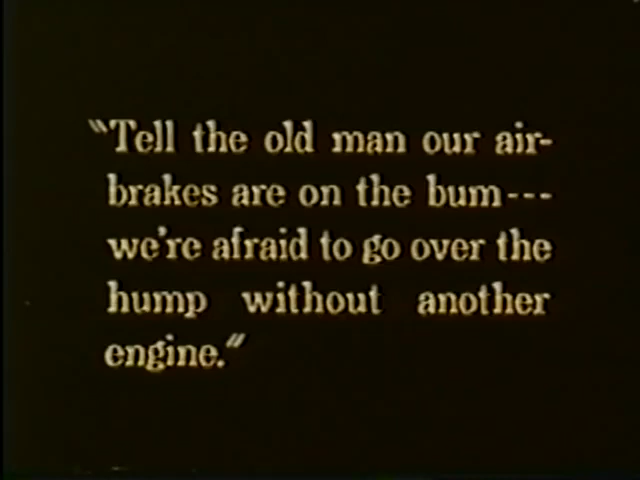 "Tell the old man our air-
brakes are on the bum---
we're afraid to go over the
hump without another
engine."